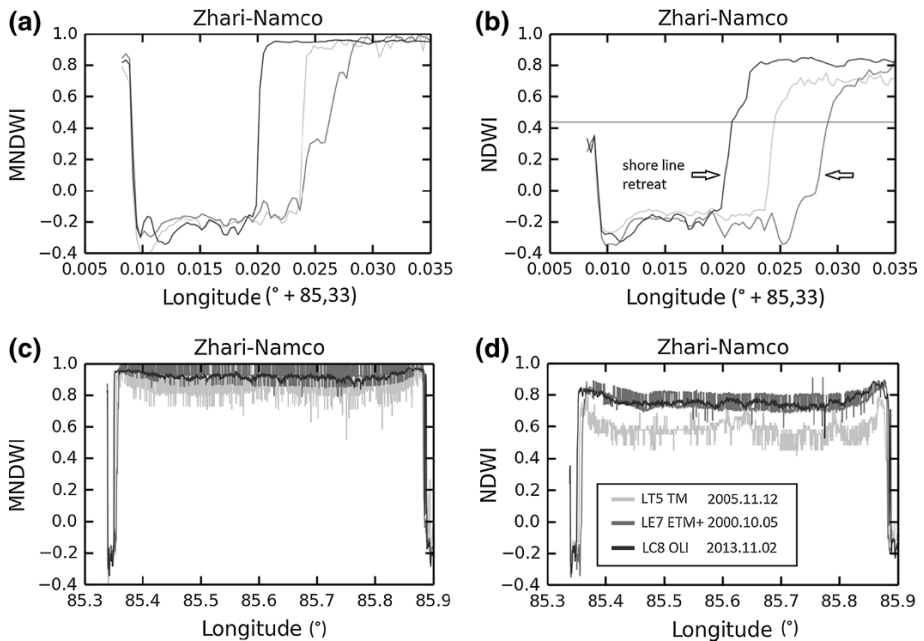 (a) Zhari-Namco
1.0
0.8
0.6
0.4
0.2
0.0
−0.2
−0.4
MNDWI
0.005 0.010 0.015 0.020 0.025 0.030 0.035
Longitude (° + 85,33)
(b) Zhari-Namco
1.0
0.8
0.6
0.4
0.2
0.0
−0.2
−0.4
NDWI
shore line
retreat
0.005 0.010 0.015 0.020 0.025 0.030 0.035
Longitude (° + 85,33)
(c) Zhari-Namco
1.0
0.8
0.6
0.4
0.2
0.0
−0.2
−0.4
MNDWI
85.3 85.4 85.5 85.6 85.7 85.8 85.9
Longitude (°)
(d) Zhari-Namco
1.0
0.8
0.6
0.4
0.2
0.0
−0.2
−0.4
NDWI
LT5 TM 2005.11.12
LE7 ETM+ 2000.10.05
LC8 OLI 2013.11.02
85.3 85.4 85.5 85.6 85.7 85.8 85.9
Longitude (°)